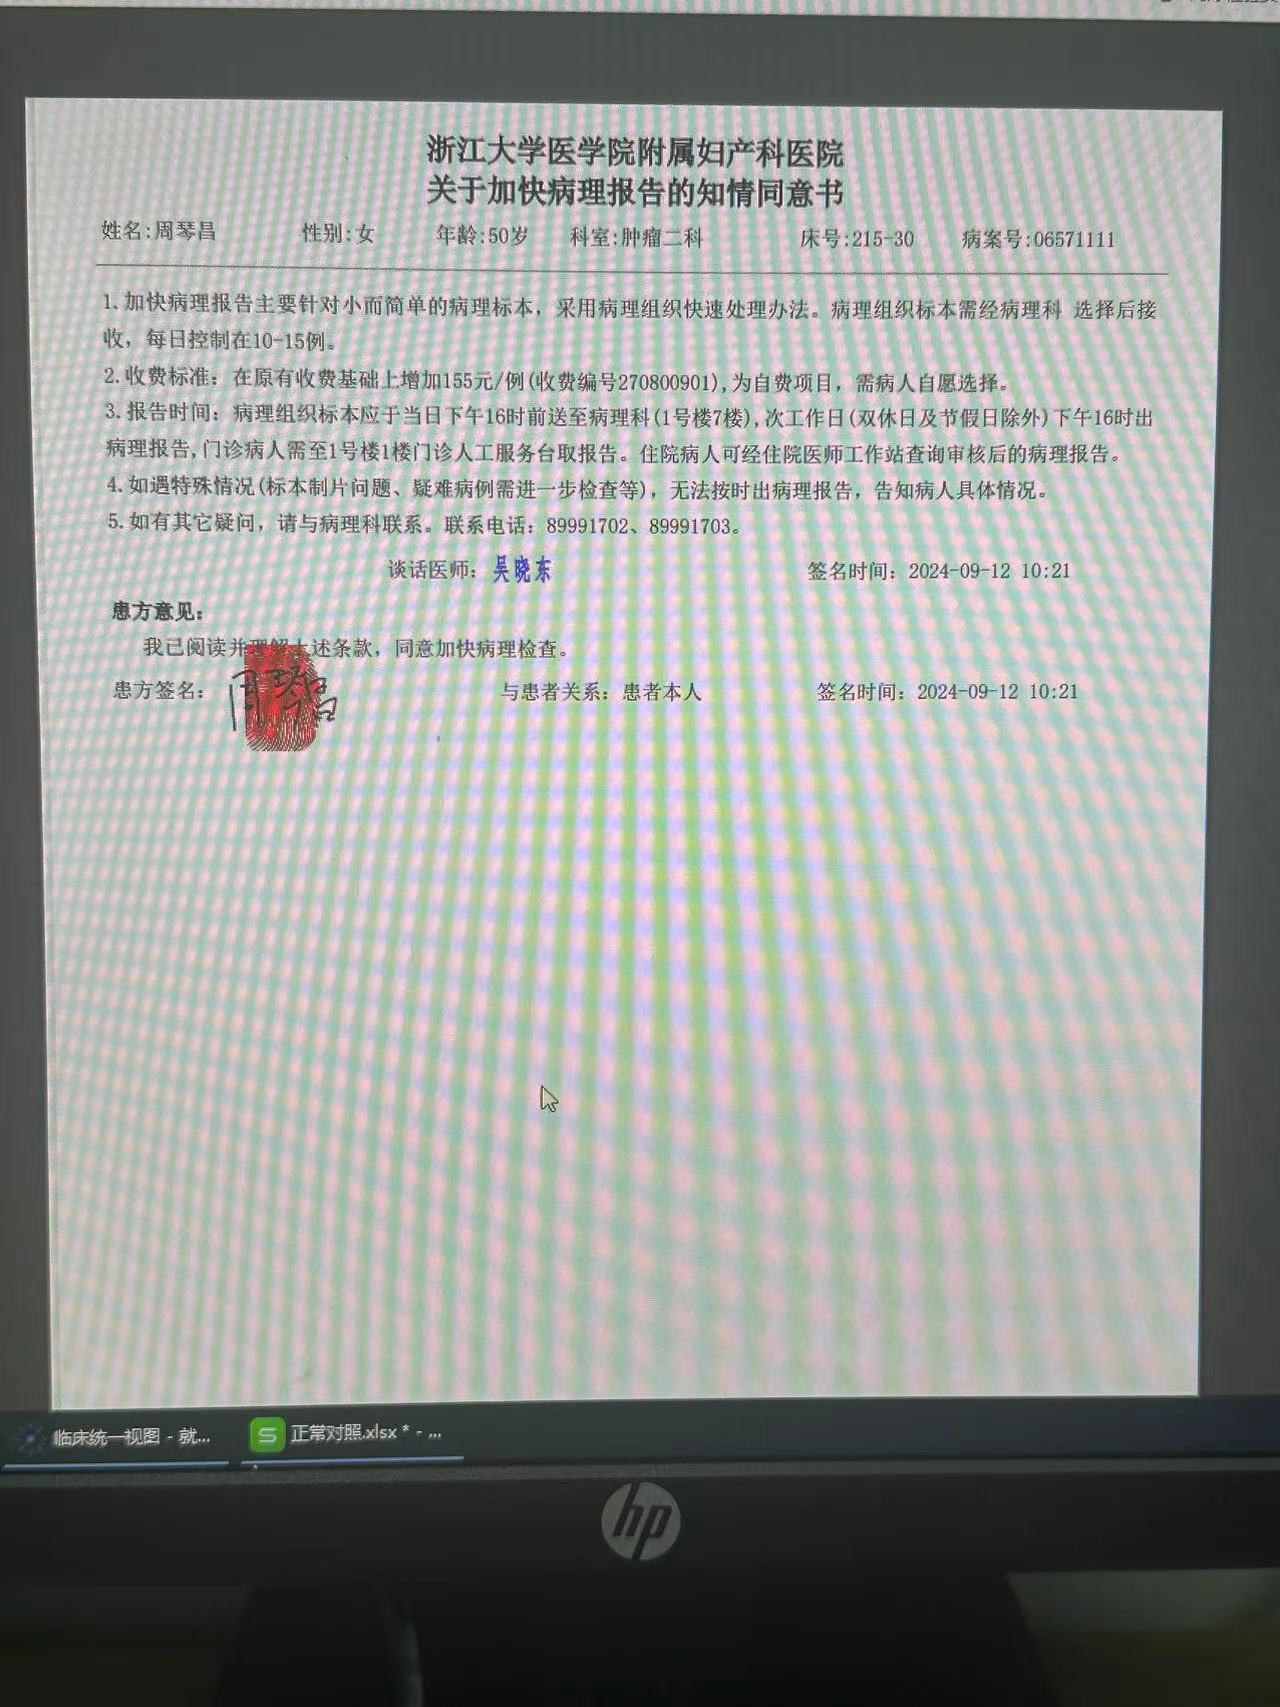 浙江大学医学院附属妇产科医院
关于加快病理报告的知情同意书
姓名:周琴昌 性别:女 年龄:50岁 科室:肿瘤二科 床号:215-30 病案号:06571111
1.加快病理报告主要针对小而简单的病理标本，采用病理组织快速处理办法。病理组织标本需经病理科 选择后接
收，每日控制在10-15例。
2.收费标准：在原有收费基础上增加155元/例(收费编号270800901),为自费项目，需病人自愿选择。
3.报告时间：病理组织标本应于当日下午16时前送至病理科(1号楼7楼),次工作日(双休日及节假日除外)下午16时出
病理报告,门诊病人需至1号楼1楼门诊人工服务台取报告。住院病人可经住院医师工作站查询审核后的病理报告。
4.如遇特殊情况(标本制片问题、疑难病例需进一步检查等)，无法按时出病理报告，告知病人具体情况。
5.如有其它疑问，请与病理科联系。联系电话：89991702、89991703。
谈话医师：吴晓东 签名时间：2024-09-12 10:21
患方意见：
我已阅读并理解上述条款，同意加快病理检查。
患方签名：周琴昌 与患者关系：患者本人 签名时间：2024-09-12 10:21
临床统一视图 - 就... 正常对照.xlsx * - ...
hp